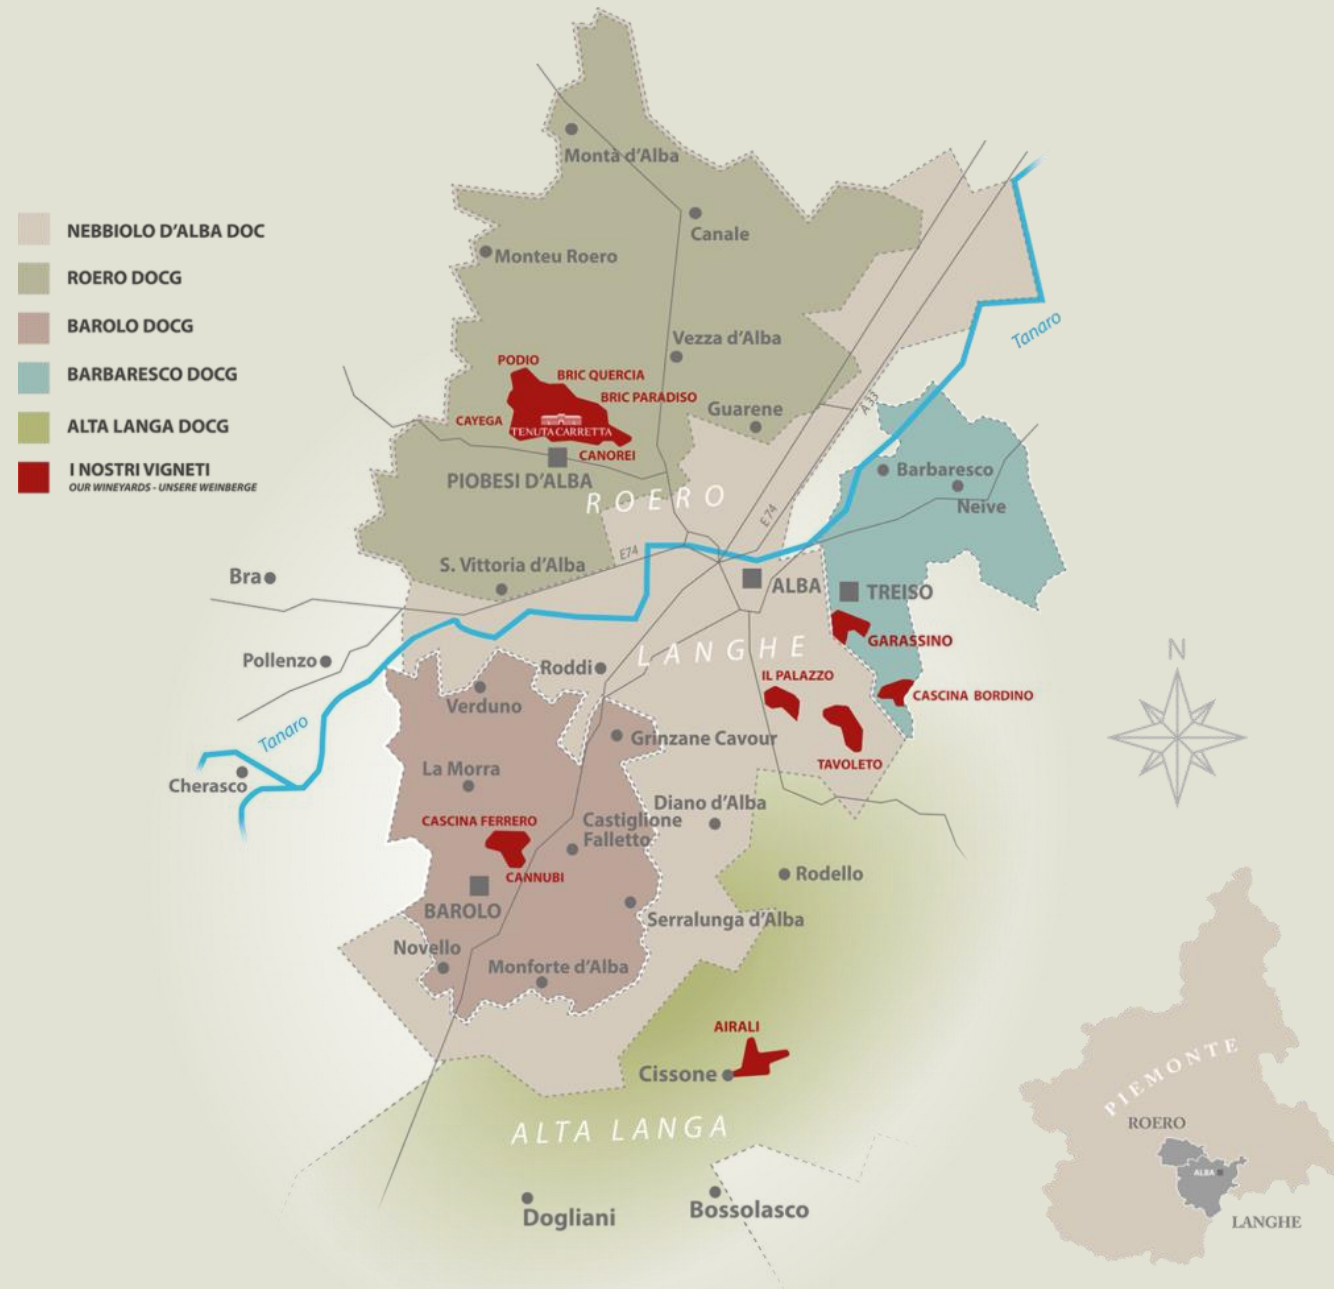 NEBBIOLO D'ALBA DOC
ROERO DOCG
BAROLO DOCG
BARBARESCO DOCG
ALTA LANGA DOCG
I NOSTRI VIGNETI
OUR WINEYARDS - UNSERE WEINBERGE
Montà d'Alba
Canale
Monteu Roero
Tanaro
Vezza d'Alba
PODIO
BRIC QUERCIA
BRIC PARADISO
A33
Guarene
CAYEGA
TENUTA CARRETTA
CANOREI
Barbaresco
PIOBESI D'ALBA
Neive
ROERO
E74
E74
S. Vittoria d'Alba
Bra
ALBA
TREISO
GARASSINO
LANGHE
Pollenzo
Roddi
IL PALAZZO
CASCINA BORDINO
N
Verduno
Tanaro
Grinzane Cavour
TAVOLETO
La Morra
Cherasco
Diano d'Alba
CASCINA FERRERO
Castiglione
Falletto
CANNUBI
Rodello
BAROLO
Serralunga d'Alba
Novello
Monforte d'Alba
AIRALI
Cissone
ALTA LANGA
Dogliani
Bossolasco
PIEMONTE
ROERO
ALBA
LANGHE